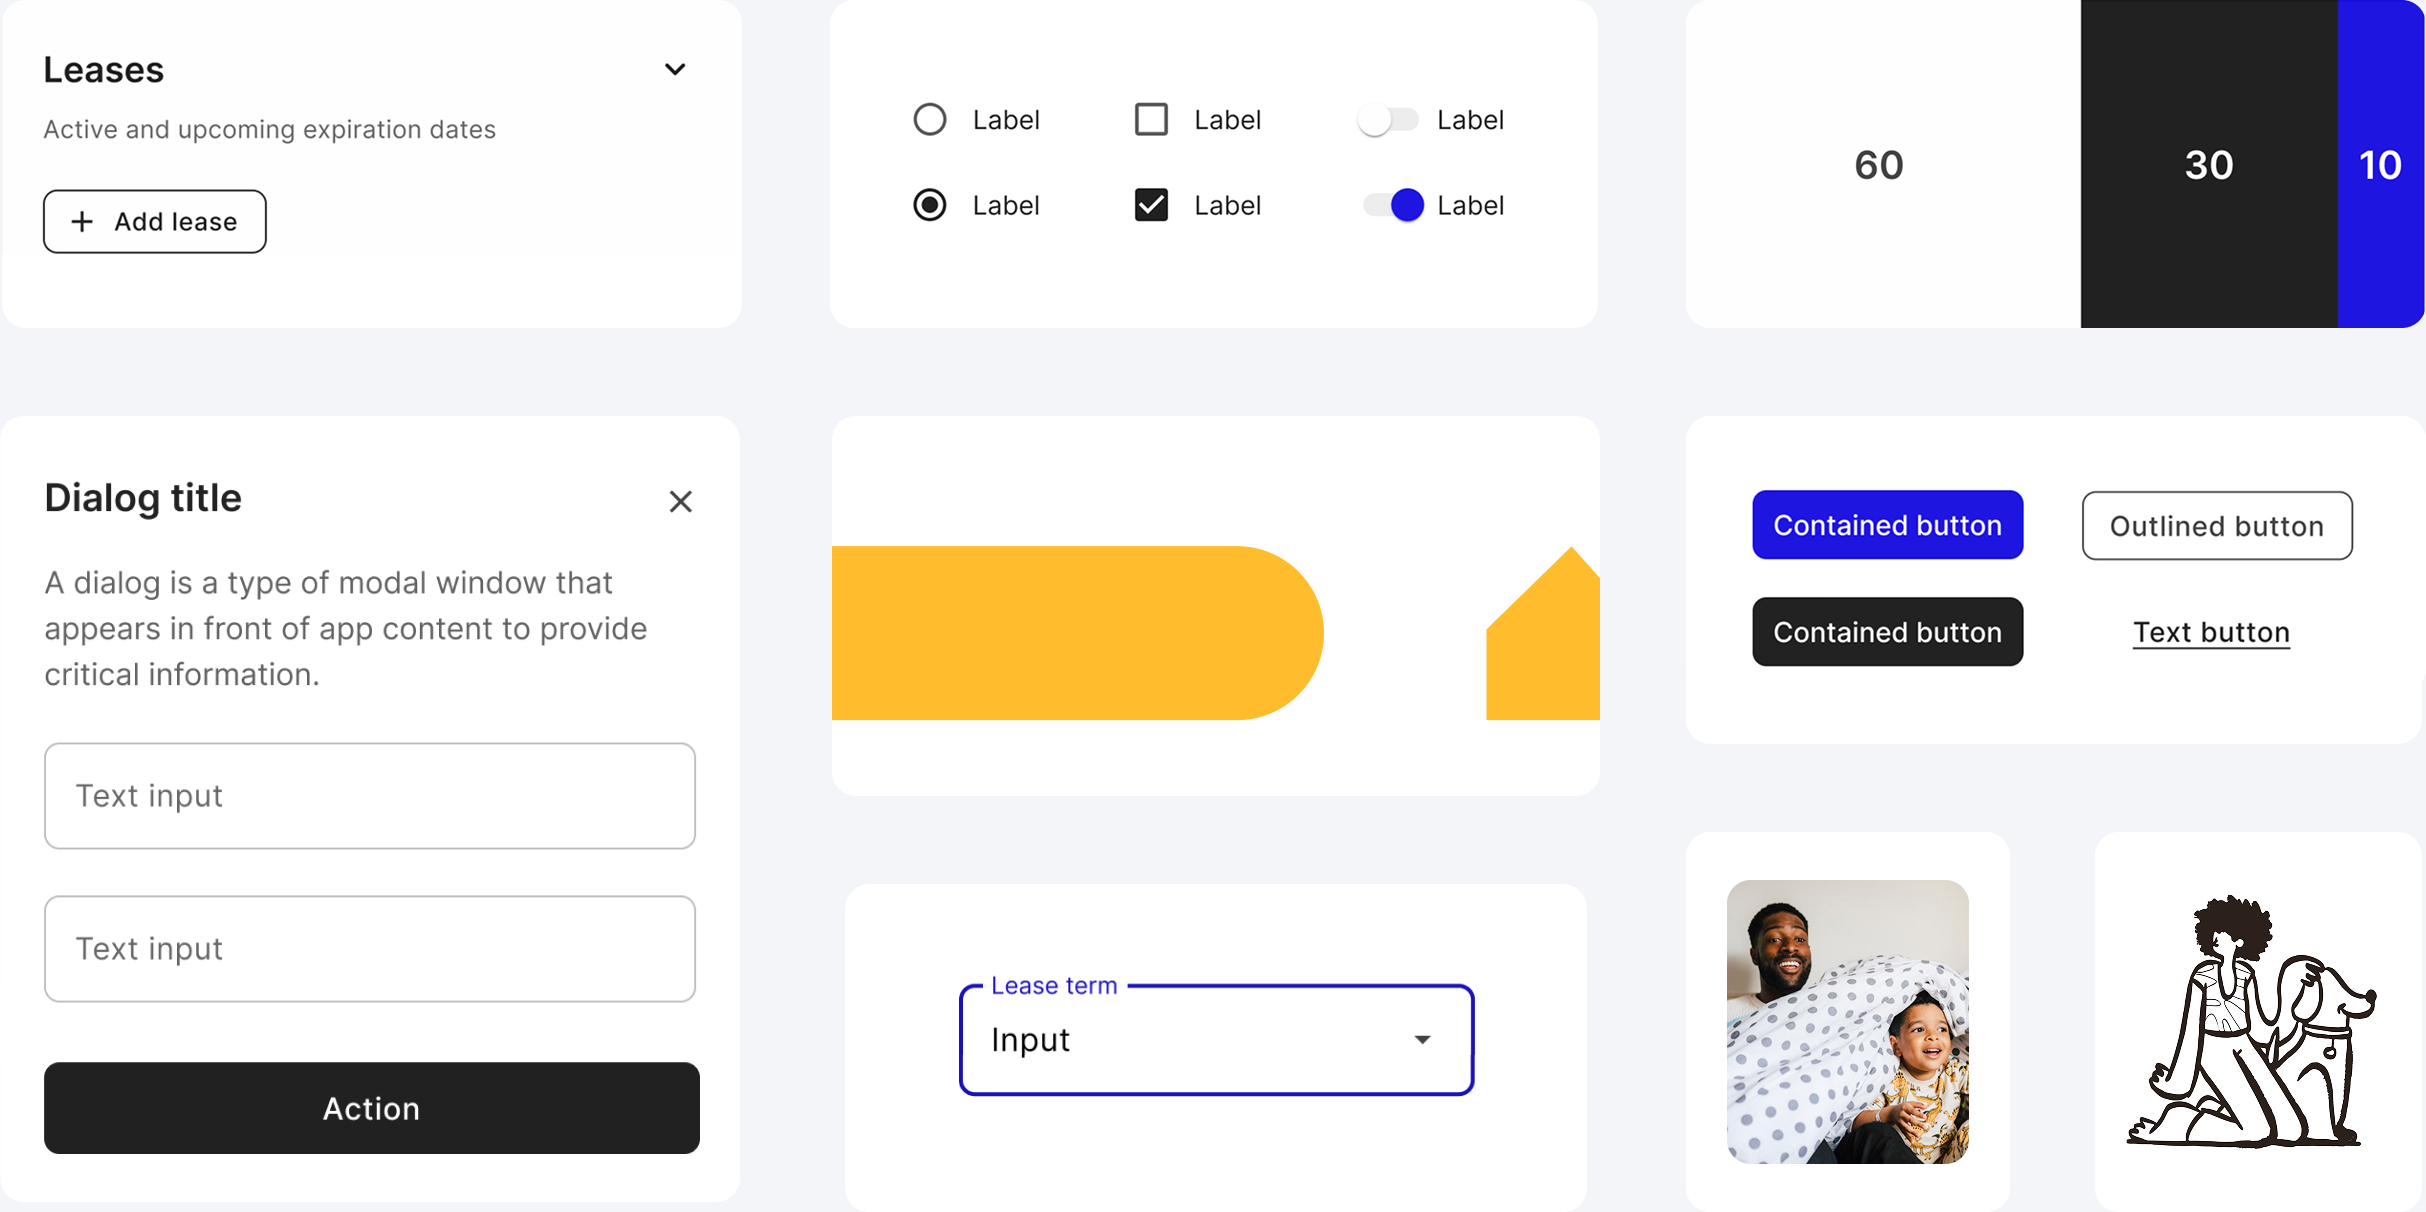 Leases
Active and upcoming expiration dates
+ Add lease
Label
Label
Label
Label
Label
Label
60
30
10
Dialog title
A dialog is a type of modal window that
appears in front of app content to provide
critical information.
Text input
Text input
Action
Lease term
Input
Contained button
Outlined button
Contained button
Text button